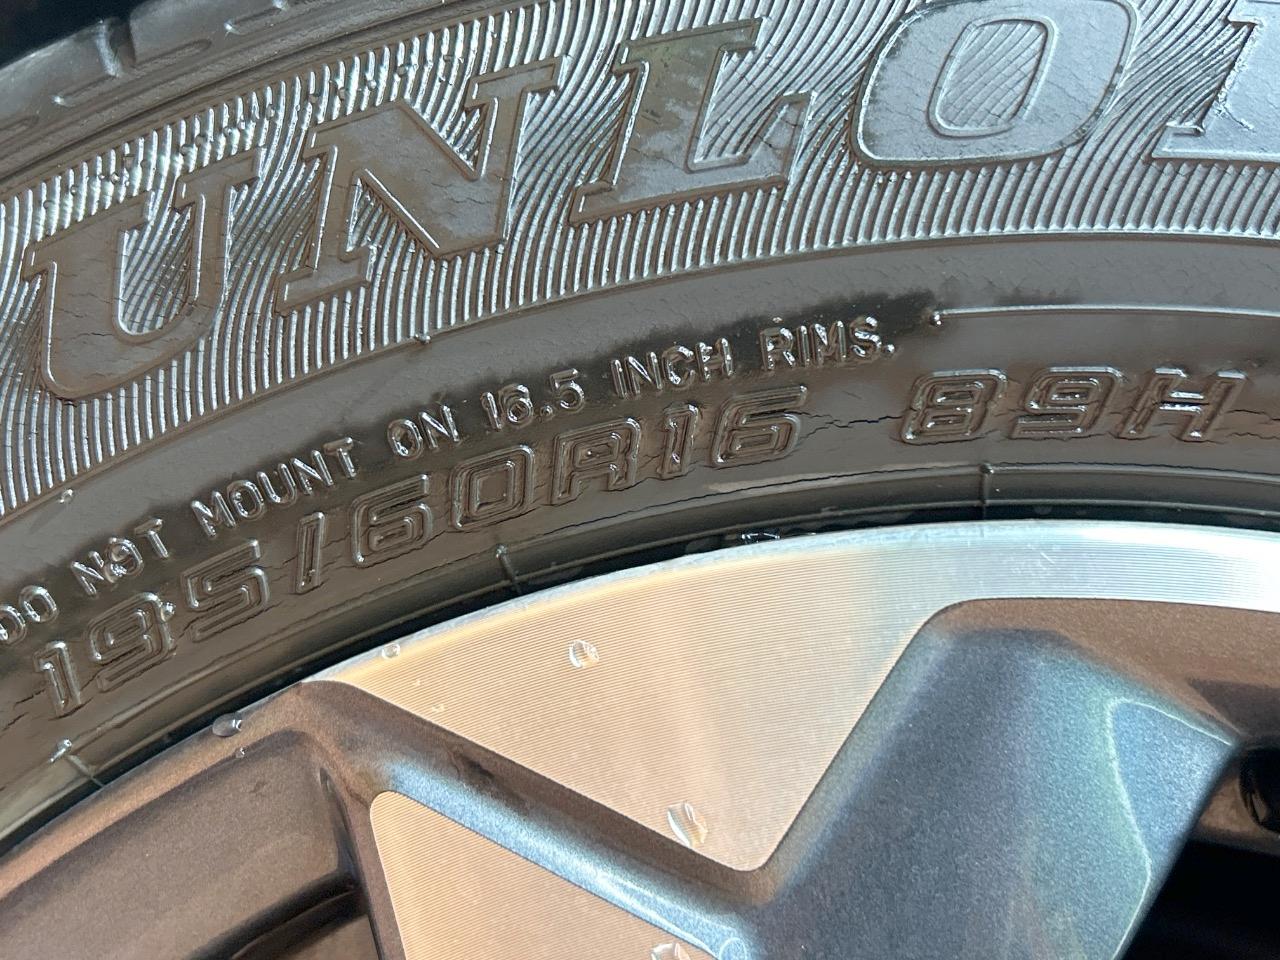 UNLO
DO NOT MOUNT ON 16.5 INCH RIMS.
195/60R16 89H